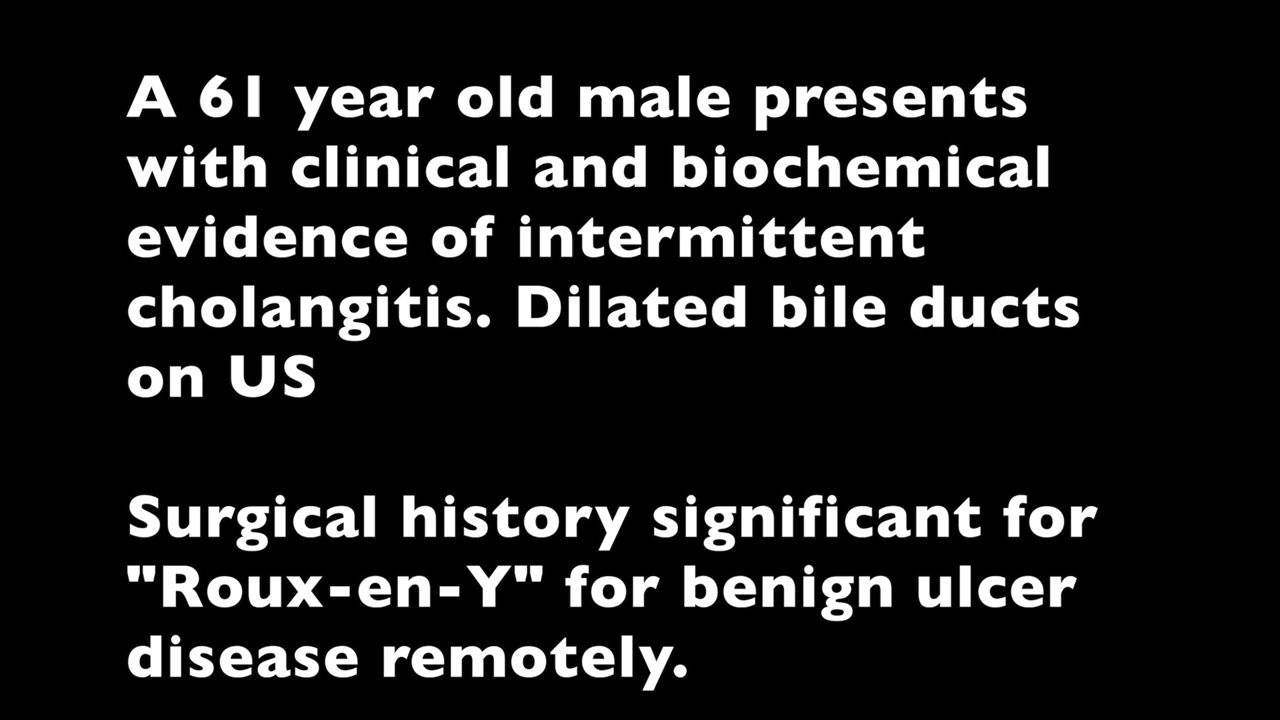 A 61 year old male presents
with clinical and biochemical
evidence of intermittent
cholangitis. Dilated bile ducts
on US
Surgical history significant for
"Roux-en-Y" for benign ulcer
disease remotely.